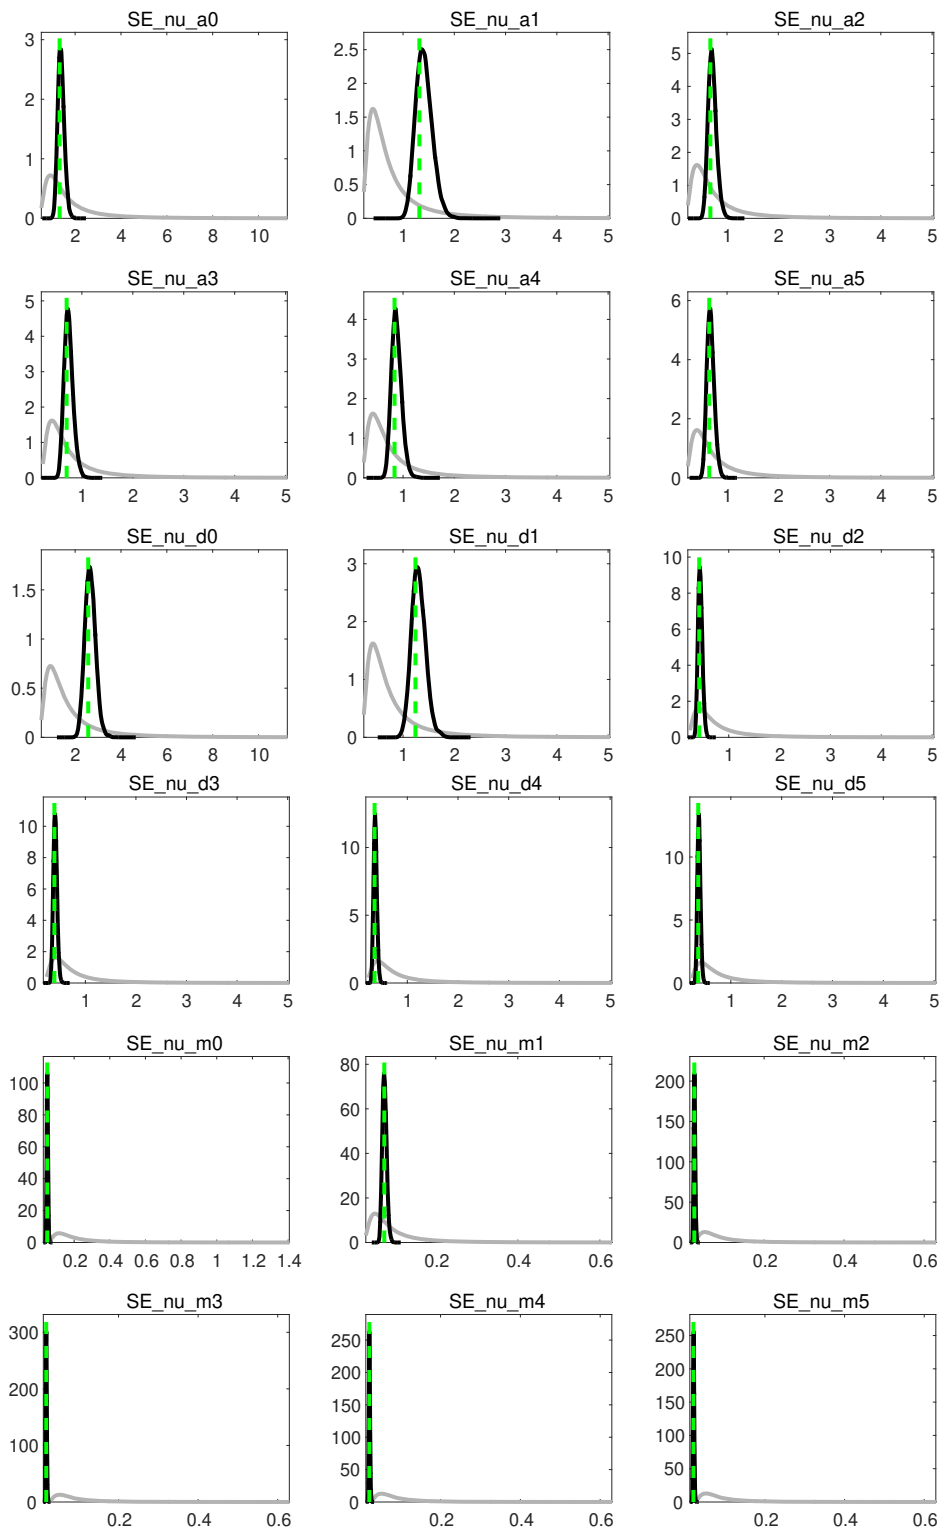 SE_nu_a0 SE_nu_a1 SE_nu_a2
3 2.5 5
2 2 4
1.5 3
1 1 2
0.5 1
0 0 0
2 4 6 8 10 1 2 3 4 5 1 2 3 4 5
SE_nu_a3 SE_nu_a4 SE_nu_a5
5 4 6
4 3 4
3 2
2 2
1 1
0 0 0
1 2 3 4 5 1 2 3 4 5 1 2 3 4 5
SE_nu_d0 SE_nu_d1 SE_nu_d2
1.5 3 10
8
1 2 6
0.5 1 4
2
0 0 0
2 4 6 8 10 1 2 3 4 5 1 2 3 4 5
SE_nu_d3 SE_nu_d4 SE_nu_d5
10 10 10
8
6
4 5 5
2
0 0 0
1 2 3 4 5 1 2 3 4 5 1 2 3 4 5
SE_nu_m0 SE_nu_m1 SE_nu_m2
100 80 200
80 60 150
60 40 100
40 20 50
20
0 0 0
0.2 0.4 0.6 0.8 1 1.2 1.4 0.2 0.4 0.6 0.2 0.4 0.6
SE_nu_m3 SE_nu_m4 SE_nu_m5
300 250 250
200 200 200
150 150
100 100 100
50 50
0 0 0
0.2 0.4 0.6 0.2 0.4 0.6 0.2 0.4 0.6